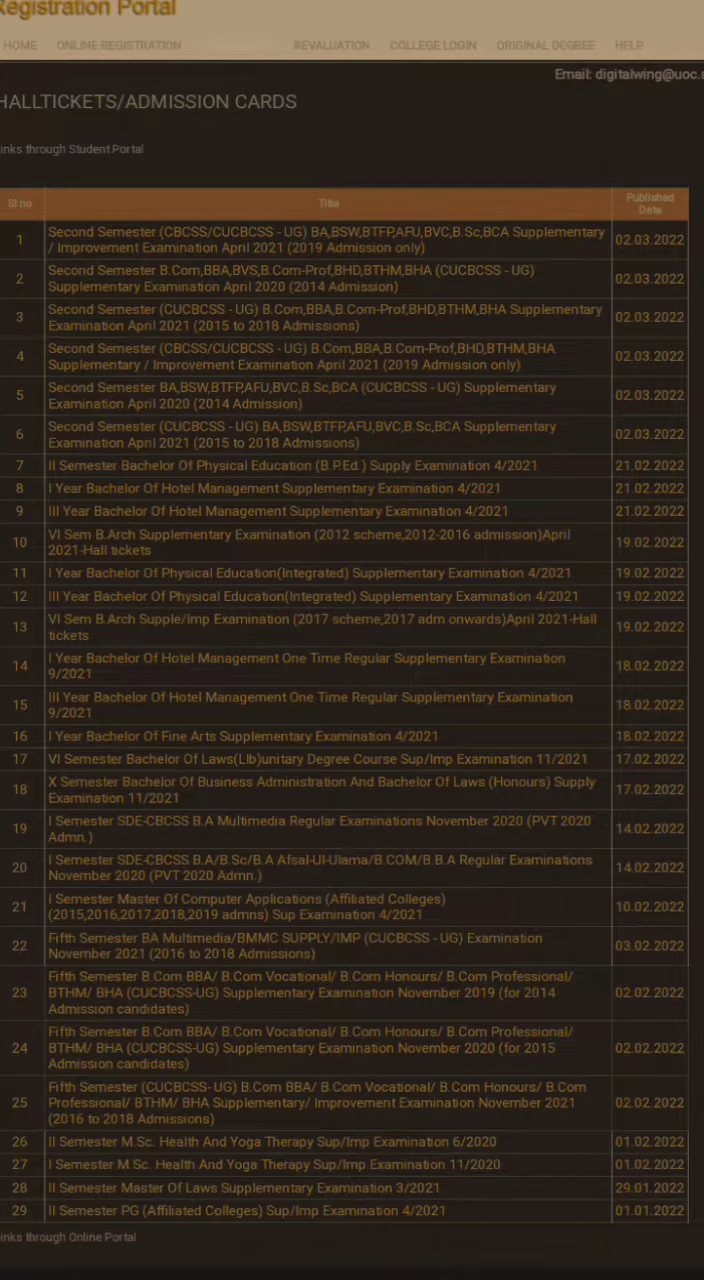 Registration Portal
HOME ONLINE REGISTRATION REVALUATION COLLEGE LOGIN ORIGINAL DEGREE HELP
Email: digitalwing@uoc.a
HALLTICKETS/ADMISSION CARDS
inks through Student Portal
Sl no Title Published
Date
1 Second Semester (CBCSS/CUCBCSS - UG) BA,BSW,BTFP,AFU,BVC,B.Sc,BCA Supplementary
/ Improvement Examination April 2021 (2019 Admission only) 02.03.2022
2 Second Semester B.Com,BBA,BVS,B.Com-Prof,BHD,BTHM,BHA (CUCBCSS - UG)
Supplementary Examination April 2020 (2014 Admission) 02.03.2022
3 Second Semester (CUCBCSS - UG) B.Com,BBA,B.Com-Prof,BHD,BTHM,BHA Supplementary
Examination April 2021 (2015 to 2018 Admissions) 02.03.2022
4 Second Semester (CBCSS/CUCBCSS - UG) B.Com,BBA,B.Com-Prof,BHD,BTHM,BHA
Supplementary / Improvement Examination April 2021 (2019 Admission only) 02.03.2022
5 Second Semester BA,BSW,BTFP,AFU,BVC,B.Sc,BCA (CUCBCSS - UG) Supplementary
Examination April 2020 (2014 Admission) 02.03.2022
6 Second Semester (CUCBCSS - UG) BA,BSW,BTFP,AFU,BVC,B.Sc,BCA Supplementary
Examination April 2021 (2015 to 2018 Admissions) 02.03.2022
7 II Semester Bachelor Of Physical Education (B.P.Ed.) Supply Examination 4/2021 21.02.2022
8 I Year Bachelor Of Hotel Management Supplementary Examination 4/2021 21.02.2022
9 III Year Bachelor Of Hotel Management Supplementary Examination 4/2021 21.02.2022
10 VI Sem B.Arch Supplementary Examination (2012 scheme,2012-2016 admission)April
2021-Hall tickets 19.02.2022
11 I Year Bachelor Of Physical Education(Integrated) Supplementary Examination 4/2021 19.02.2022
12 III Year Bachelor Of Physical Education(Integrated) Supplementary Examination 4/2021 19.02.2022
13 VI Sem B.Arch Supple/Imp Examination (2017 scheme,2017 adm onwards)April 2021-Hall
tickets 19.02.2022
14 I Year Bachelor Of Hotel Management One Time Regular Supplementary Examination
9/2021 18.02.2022
15 III Year Bachelor Of Hotel Management One Time Regular Supplementary Examination
9/2021 18.02.2022
16 I Year Bachelor Of Fine Arts Supplementary Examination 4/2021 18.02.2022
17 VI Semester Bachelor Of Laws(Llb)unitary Degree Course Sup/Imp Examination 11/2021 17.02.2022
18 X Semester Bachelor Of Business Administration And Bachelor Of Laws (Honours) Supply
Examination 11/2021 17.02.2022
19 I Semester SDE-CBCSS B.A Multimedia Regular Examinations November 2020 (PVT 2020
Admn.) 14.02.2022
20 I Semester SDE-CBCSS B.A/B.Sc/B.A Afsal-Ul-Ulama/B.COM/B.B.A Regular Examinations
November 2020 (PVT 2020 Admn.) 14.02.2022
21 I Semester Master Of Computer Applications (Affiliated Colleges)
(2015,2016,2017,2018,2019 admns) Sup Examination 4/2021 10.02.2022
22 Fifth Semester BA Multimedia/BMMC SUPPLY/IMP (CUCBCSS - UG) Examination
November 2021 (2016 to 2018 Admissions) 03.02.2022
23 Fifth Semester B.Com BBA/ B.Com Vocational/ B.Com Honours/ B.Com Professional/
BTHM/ BHA (CUCBCSS-UG) Supplementary Examination November 2019 (for 2014
Admission candidates) 02.02.2022
24 Fifth Semester B.Com BBA/ B.Com Vocational/ B.Com Honours/ B.Com Professional/
BTHM/ BHA (CUCBCSS-UG) Supplementary Examination November 2020 (for 2015
Admission candidates) 02.02.2022
25 Fifth Semester (CUCBCSS- UG) B.Com BBA/ B.Com Vocational/ B.Com Honours/ B.Com
Professional/ BTHM/ BHA Supplementary/ Improvement Examination November 2021
(2016 to 2018 Admissions) 02.02.2022
26 II Semester M.Sc. Health And Yoga Therapy Sup/Imp Examination 6/2020 01.02.2022
27 I Semester M.Sc. Health And Yoga Therapy Sup/Imp Examination 11/2020 01.02.2022
28 II Semester Master Of Laws Supplementary Examination 3/2021 29.01.2022
29 II Semester PG (Affiliated Colleges) Sup/Imp Examination 4/2021 01.01.2022
inks through Online Portal